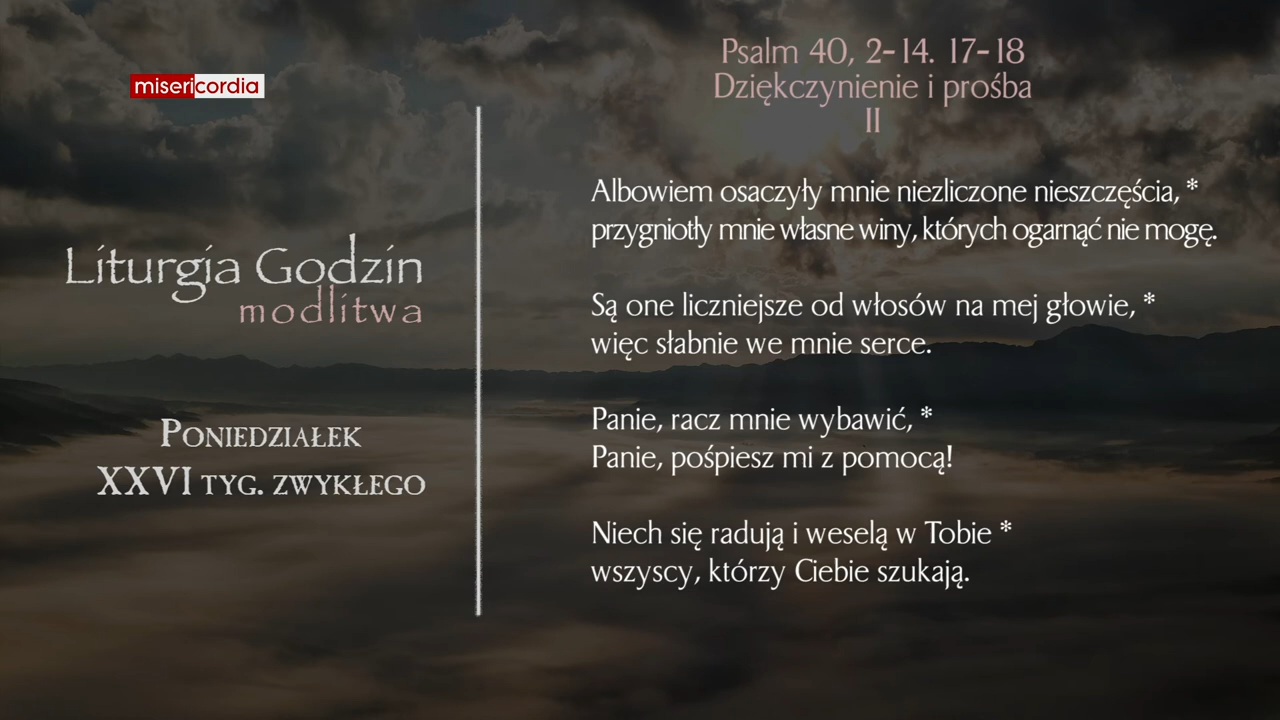 misericordia
Liturgia Godzin
modlitwa
Poniedziałek
XXVI tyg. zwykłego
Psalm 40, 2-14. 17-18
Dziękczynienie i prośba
II
Albowiem osaczyły mnie niezliczone nieszczęścia, *
przygniotły mnie własne winy, których ogarnąć nie mogę.
Są one liczniejsze od włosów na mej głowie, *
więc słabnie we mnie serce.
Panie, racz mnie wybawić, *
Panie, pośpiesz mi z pomocą!
Niech się radują i weselą w Tobie *
wszyscy, którzy Ciebie szukają.